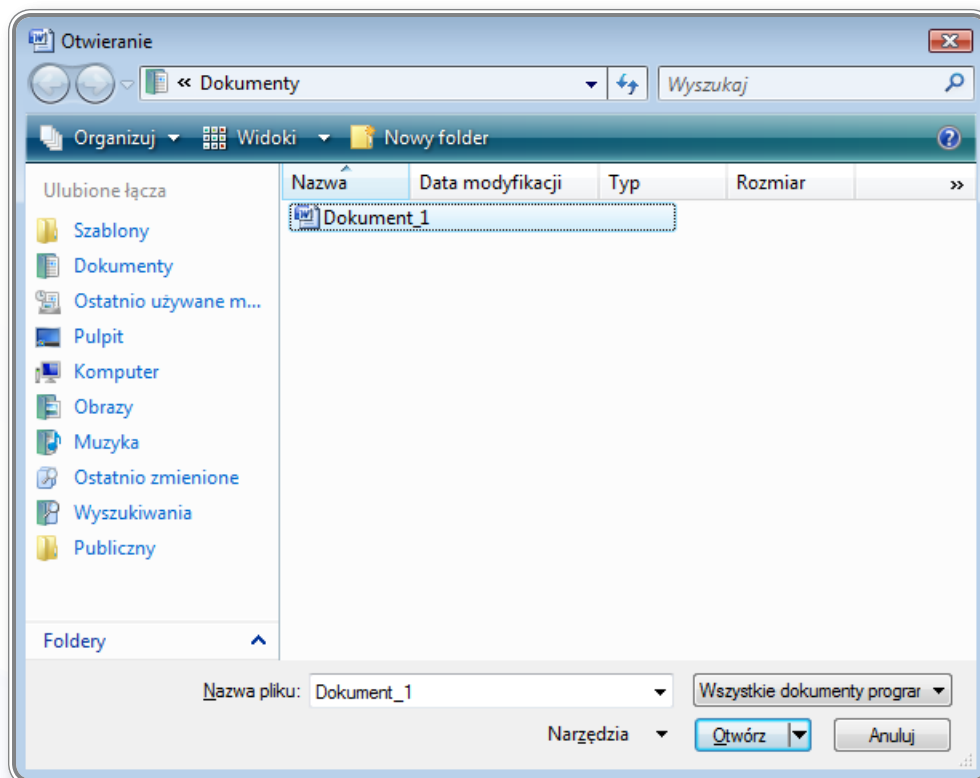 Otwieranie
« Dokumenty
Wyszukaj
Organizuj Widoki Nowy folder
Ulubione łącza
Szablony
Dokumenty
Ostatnio używane m...
Pulpit
Komputer
Obrazy
Muzyka
Ostatnio zmienione
Wyszukiwania
Publiczny
Foldery
Nazwa Data modyfikacji Typ Rozmiar »
Dokument_1
Nazwa pliku: Dokument_1 Wszystkie dokumenty prograr
Narzędzia Otwórz Anuluj